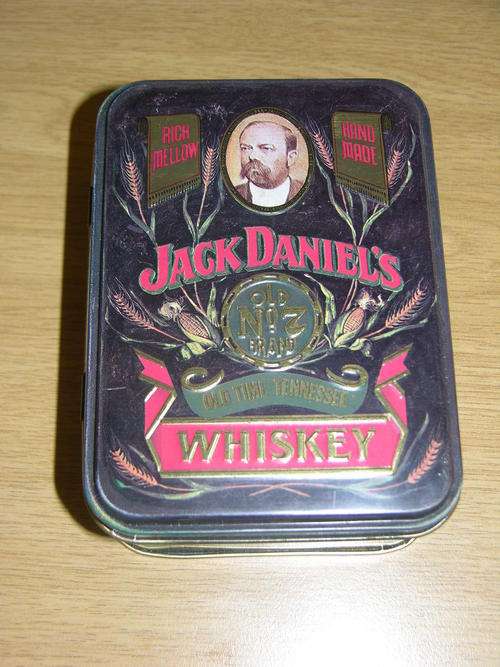 RICH
MELLOW
HAND
MADE
JACK DANIEL'S
OLD
Nº 7
BRAND
OLD TIME TENNESSEE
WHISKEY